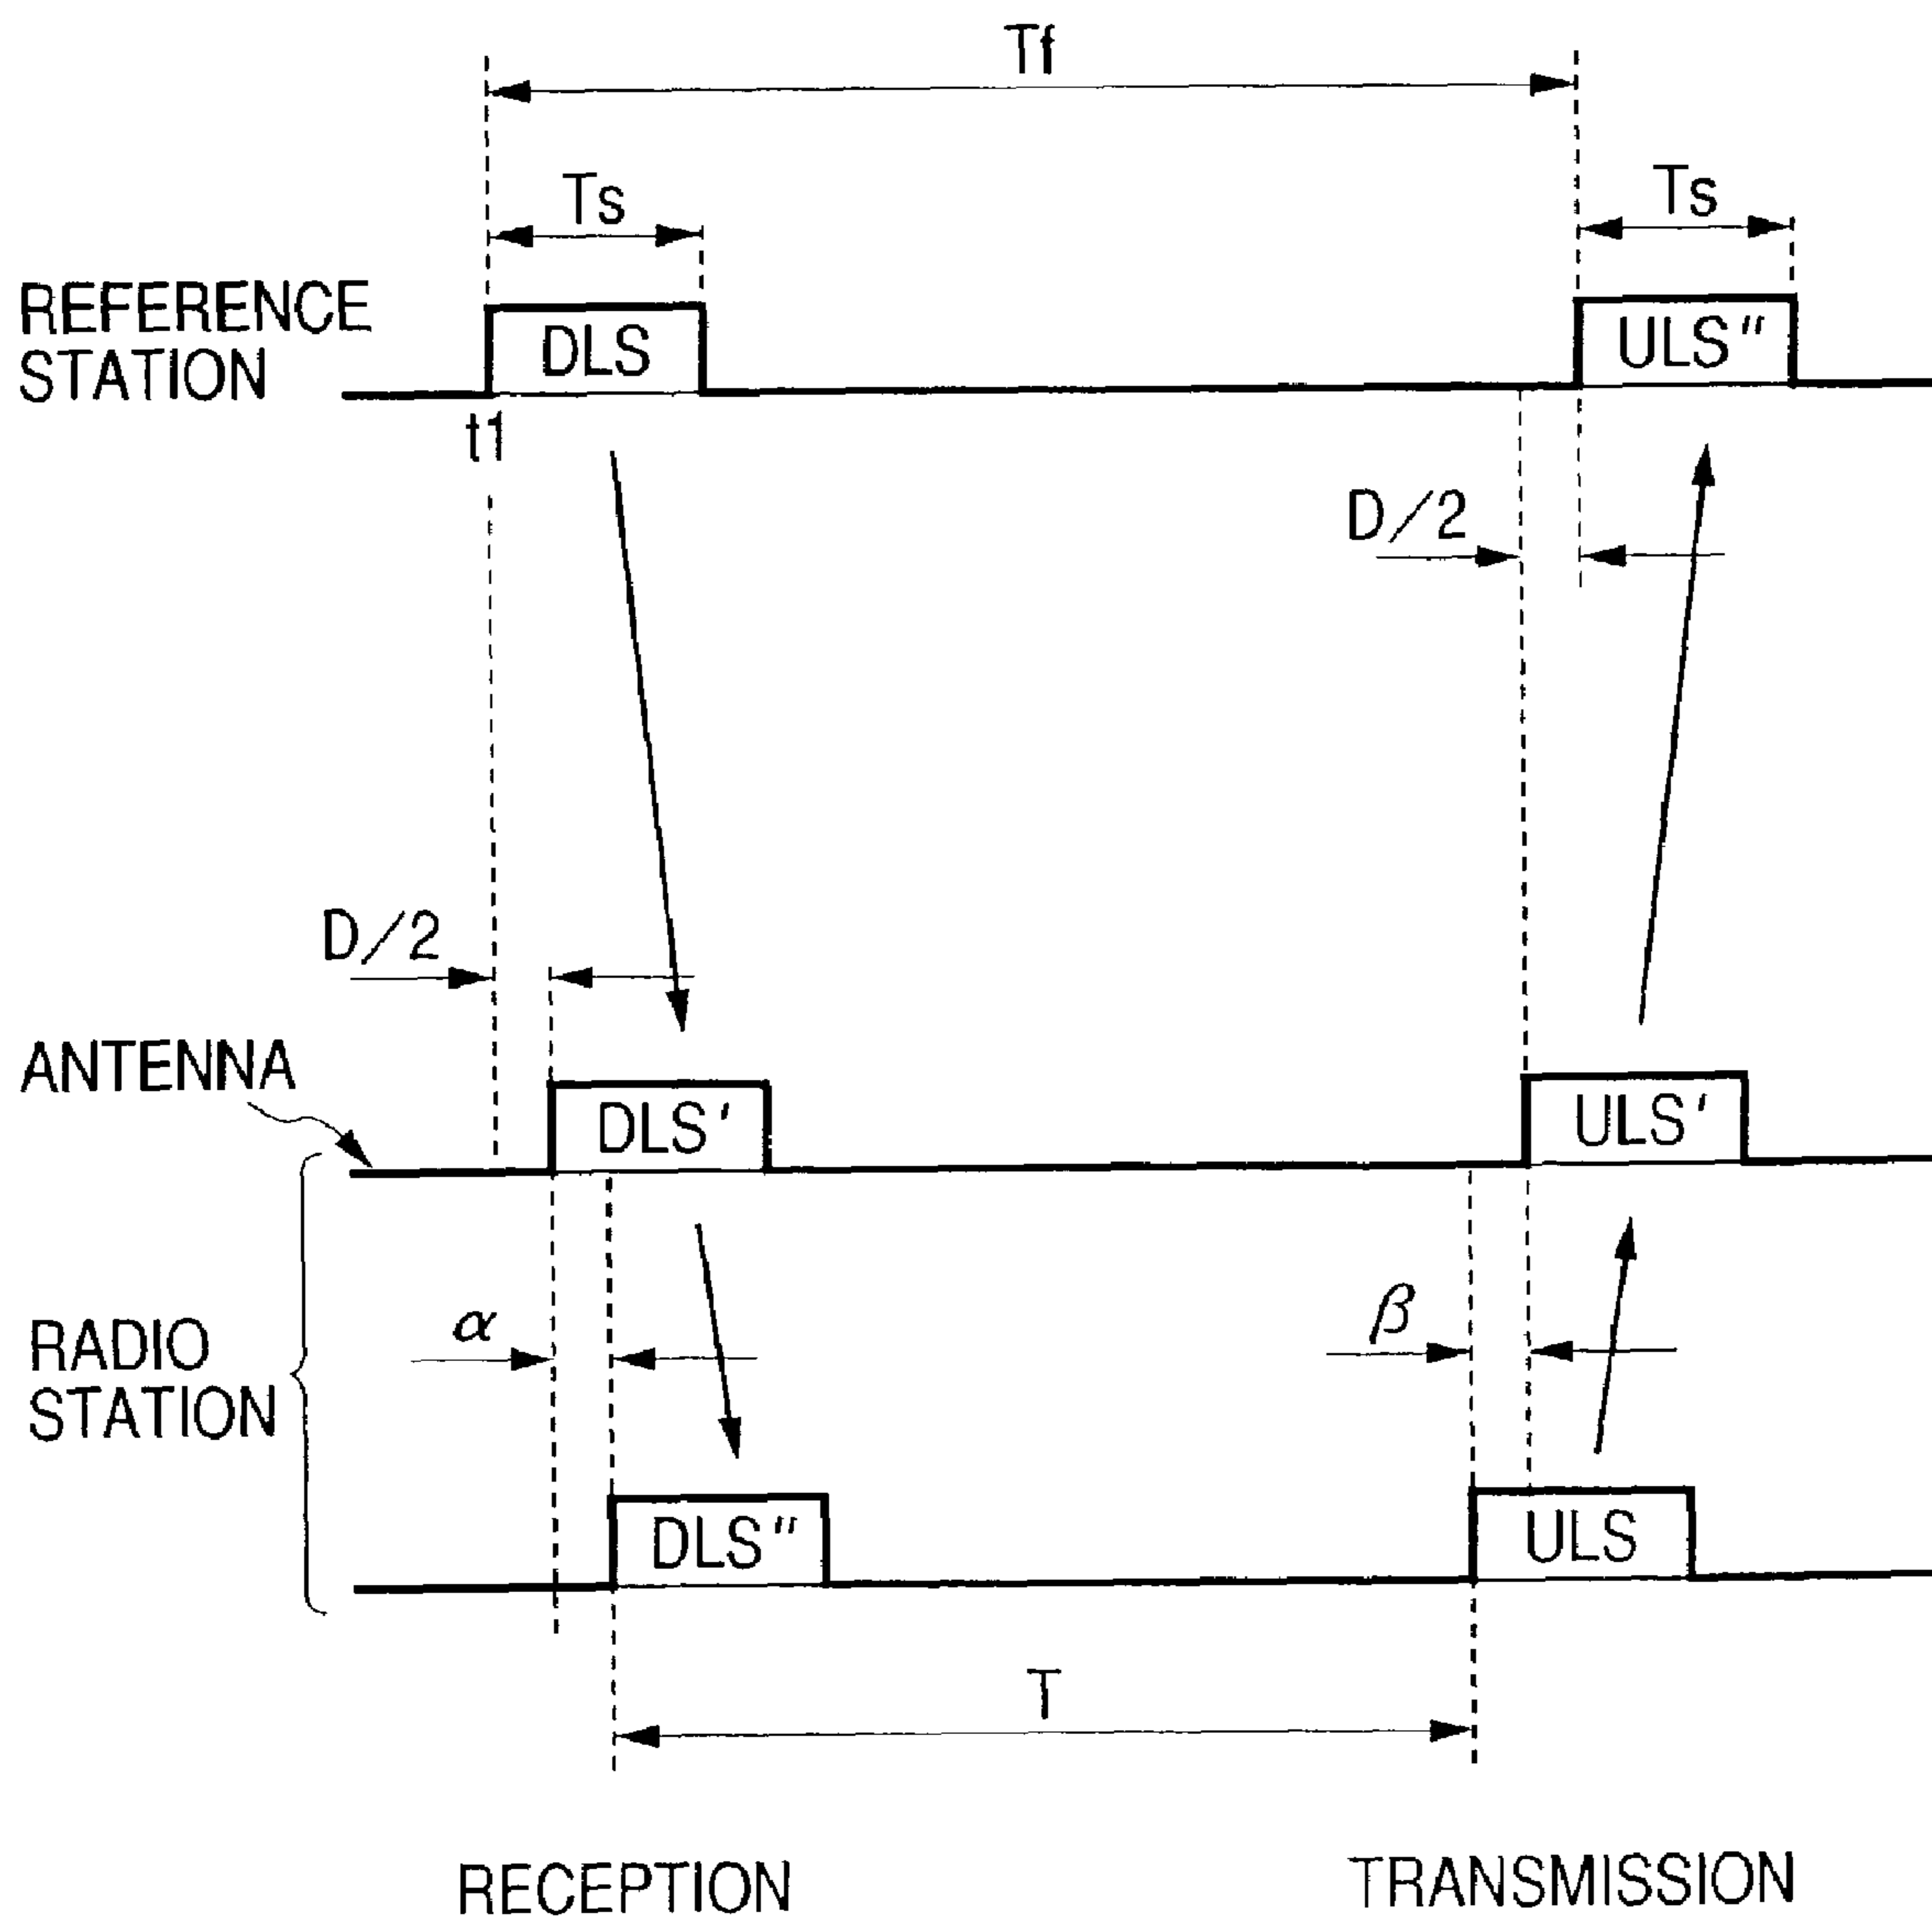 Tf
Ts
Ts
REFERENCE
STATION
DLS
ULS"
t1
D/2
D/2
ANTENNA
DLS'
ULS'
α
β
RADIO
STATION
DLS"
ULS
T
RECEPTION
TRANSMISSION